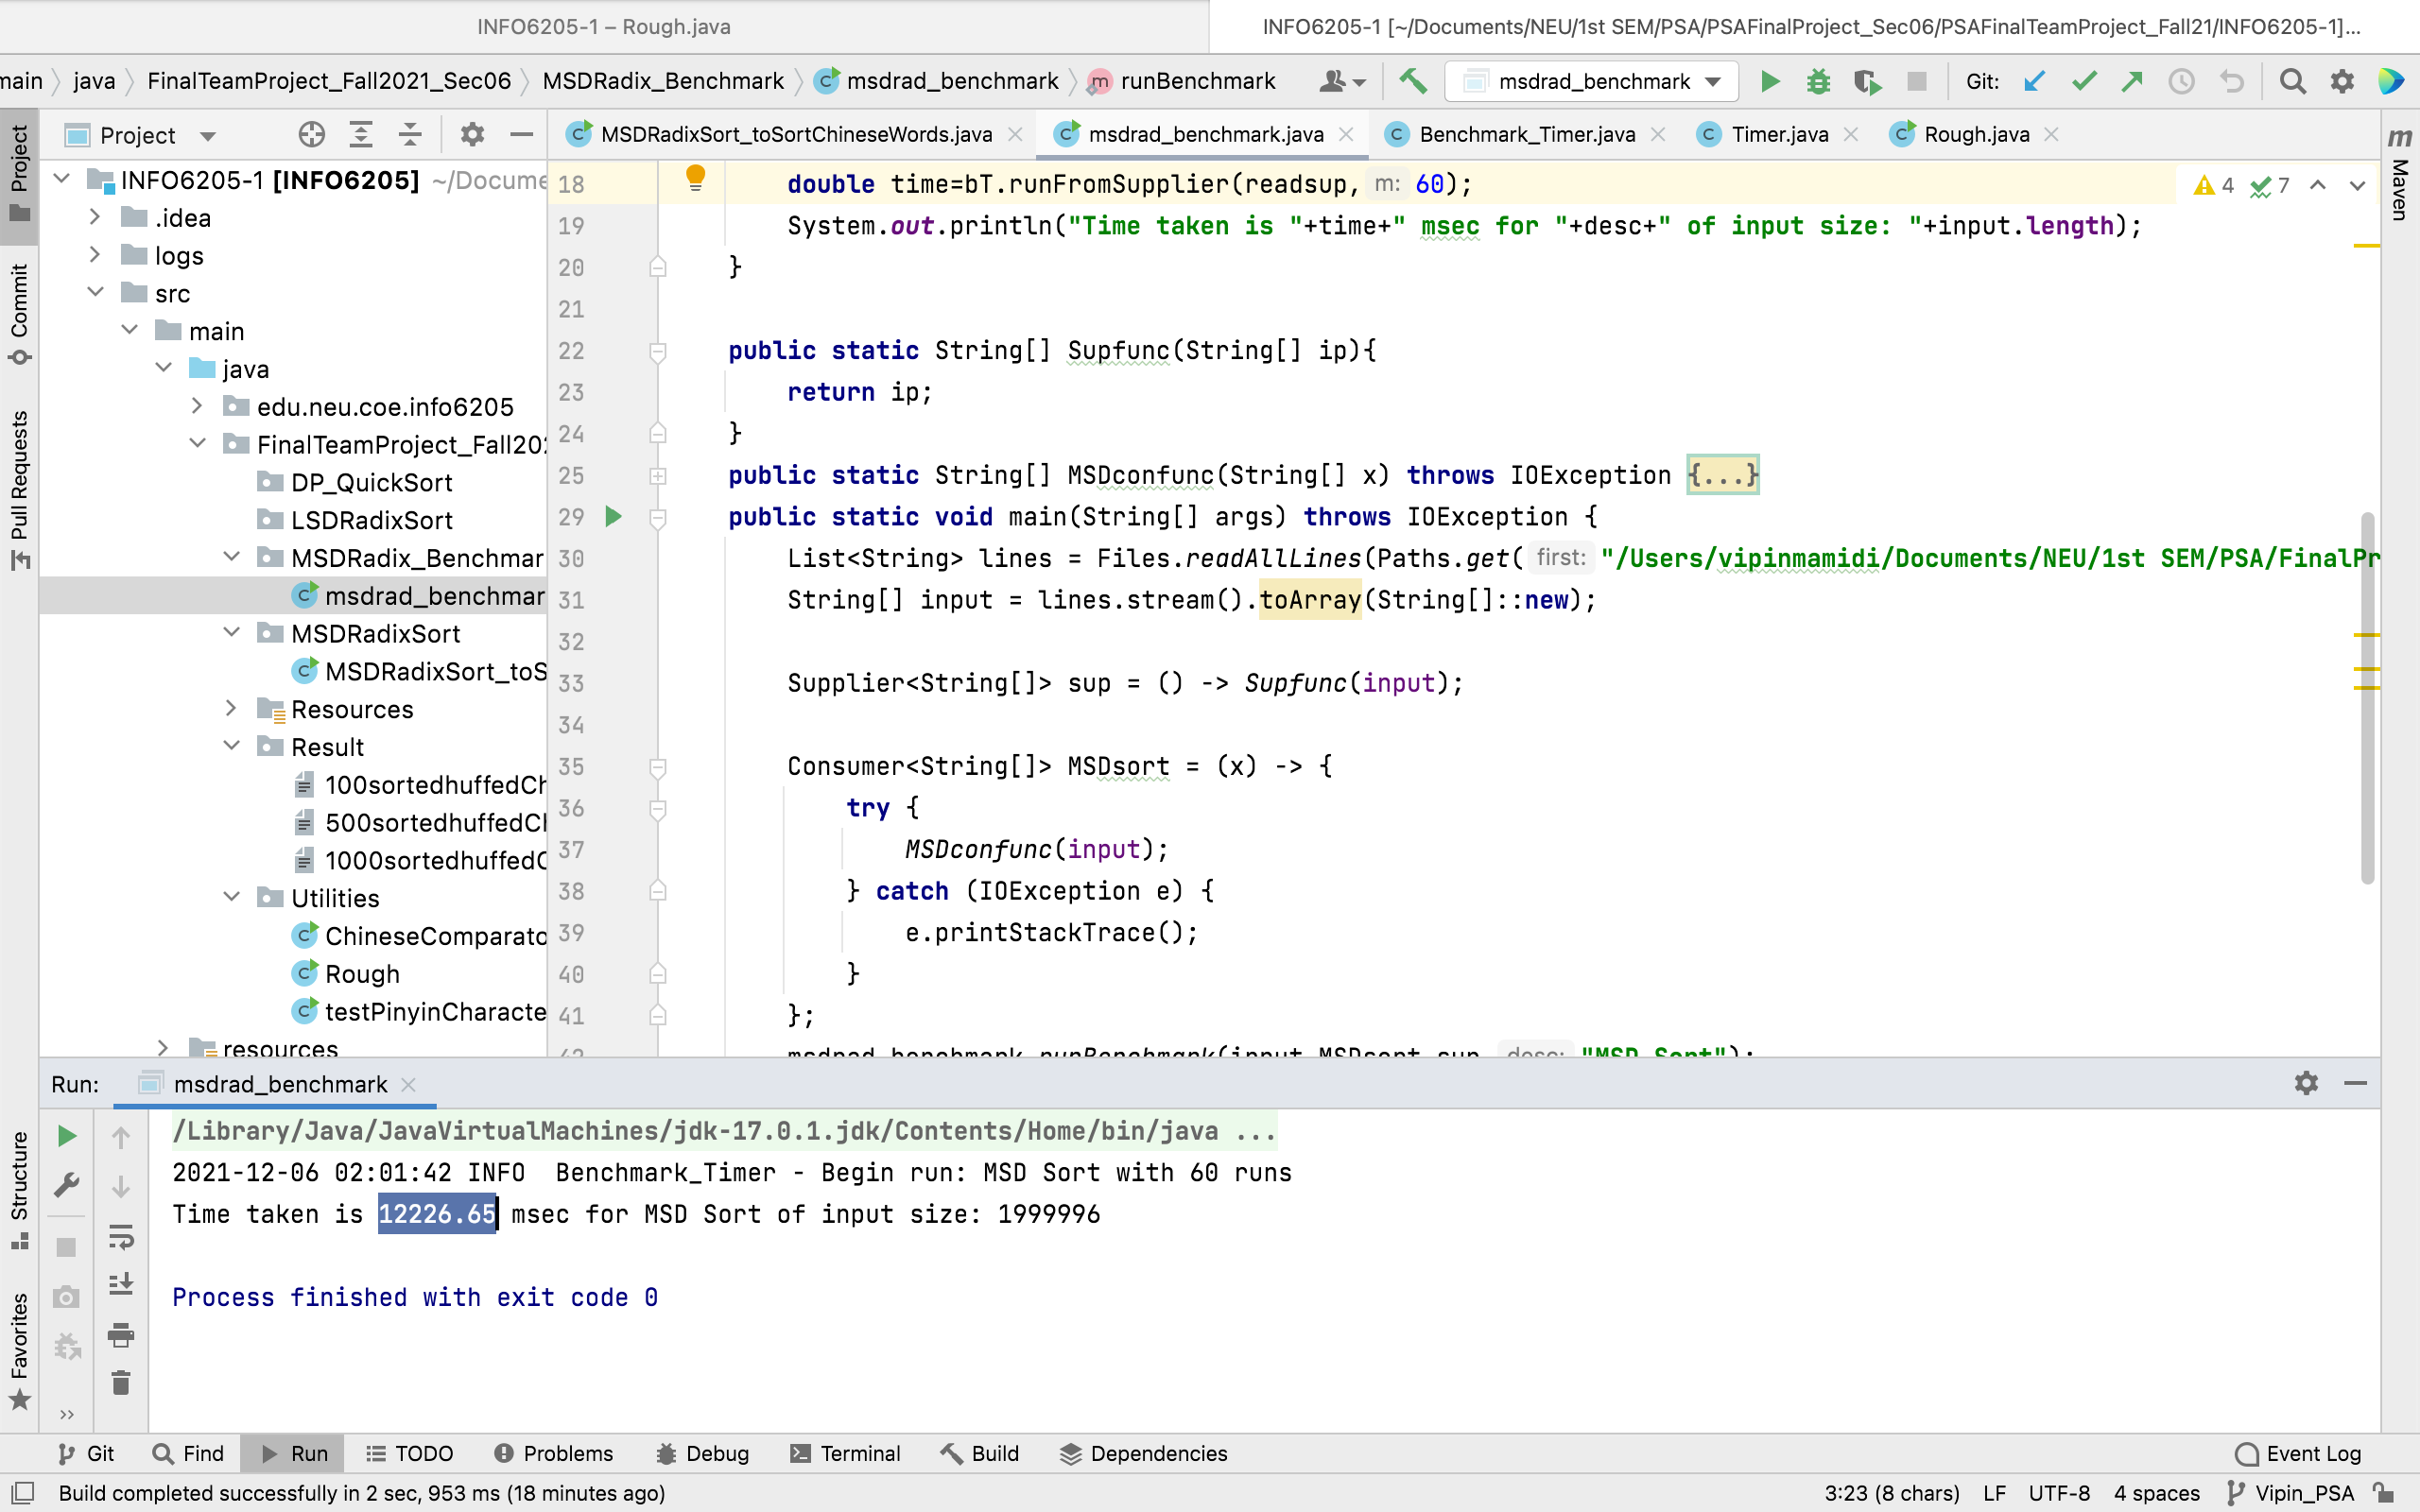 INFO6205-1 – Rough.java
INFO6205-1 [~/Documents/NEU/1st SEM/PSA/PSAFinalProject_Sec06/PSAFinalTeamProject_Fall21/INFO6205-1]...
main java FinalTeamProject_Fall2021_Sec06 MSDRadix_Benchmark msdrad_benchmark runBenchmark msdrad_benchmark Git:
Project MSDRadixSort_toSortChineseWords.java msdrad_benchmark.java Benchmark_Timer.java Timer.java Rough.java
Project
Commit
Pull Requests
Structure
Favorites
Maven
INFO6205-1 [INFO6205] ~/Docume
.idea
logs
src
main
java
edu.neu.coe.info6205
FinalTeamProject_Fall20
DP_QuickSort
LSDRadixSort
MSDRadix_Benchmar
msdrad_benchmar
MSDRadixSort
MSDRadixSort_toS
Resources
Result
100sortedhuffedCh
500sortedhuffedCh
1000sortedhuffedC
Utilities
ChineseComparato
Rough
testPinyinCharacte
resources
18 double time=bT.runFromSupplier(readsup, m: 60); 4 7
19 System.out.println("Time taken is "+time+" msec for "+desc+" of input size: "+input.length);
20 }
21
22 public static String[] Supfunc(String[] ip){
23 return ip;
24 }
25 public static String[] MSDconfunc(String[] x) throws IOException {...}
29 public static void main(String[] args) throws IOException {
30 List<String> lines = Files.readAllLines(Paths.get( first: "/Users/vipinmamidi/Documents/NEU/1st SEM/PSA/FinalPr
31 String[] input = lines.stream().toArray(String[]::new);
32
33 Supplier<String[]> sup = () -> Supfunc(input);
34
35 Consumer<String[]> MSDsort = (x) -> {
36 try {
37 MSDconfunc(input);
38 } catch (IOException e) {
39 e.printStackTrace();
40 }
41 };
42 msdrad_benchmark.runBenchmark(input,MSDsort,sup, desc: "MSD Sort");
Run: msdrad_benchmark
/Library/Java/JavaVirtualMachines/jdk-17.0.1.jdk/Contents/Home/bin/java ...
2021-12-06 02:01:42 INFO  Benchmark_Timer - Begin run: MSD Sort with 60 runs
Time taken is 12226.65 msec for MSD Sort of input size: 1999996
Process finished with exit code 0
Git Find Run TODO Problems Debug Terminal Build Dependencies Event Log
Build completed successfully in 2 sec, 953 ms (18 minutes ago) 3:23 (8 chars) LF UTF-8 4 spaces Vipin_PSA